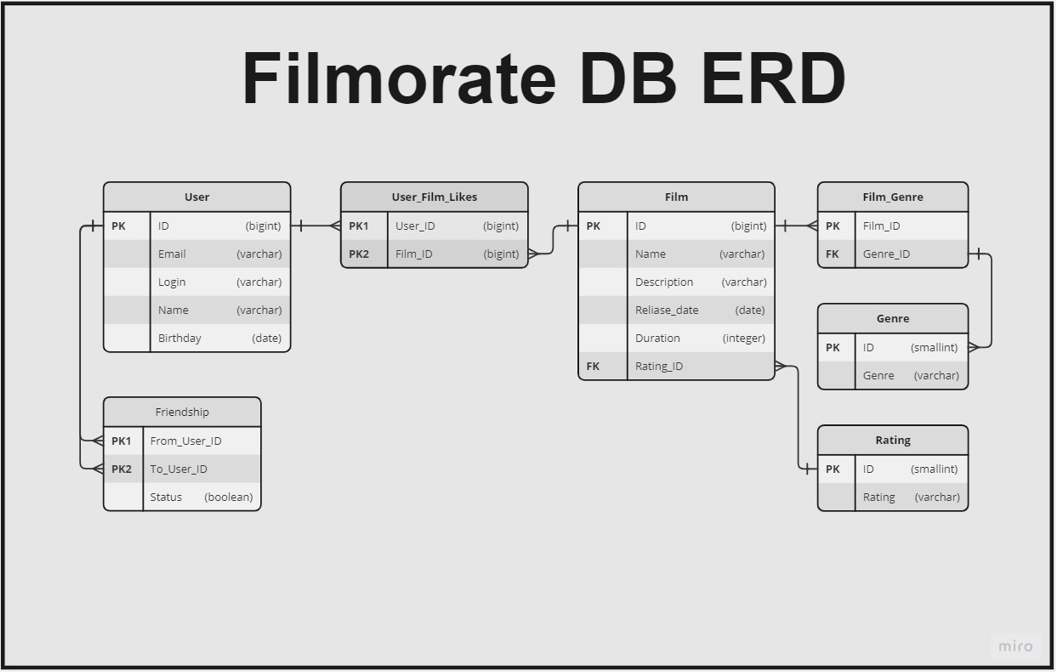 Filmorate DB ERD
User
PK ID (bigint)
Email (varchar)
Login (varchar)
Name (varchar)
Birthday (date)
User_Film_Likes
PK1 User_ID (bigint)
PK2 Film_ID (bigint)
Film
PK ID (bigint)
Name (varchar)
Description (varchar)
Reliase_date (date)
Duration (integer)
FK Rating_ID
Film_Genre
PK Film_ID
FK Genre_ID
Genre
PK ID (smallint)
Genre (varchar)
Friendship
PK1 From_User_ID
PK2 To_User_ID
Status (boolean)
Rating
PK ID (smallint)
Rating (varchar)
miro